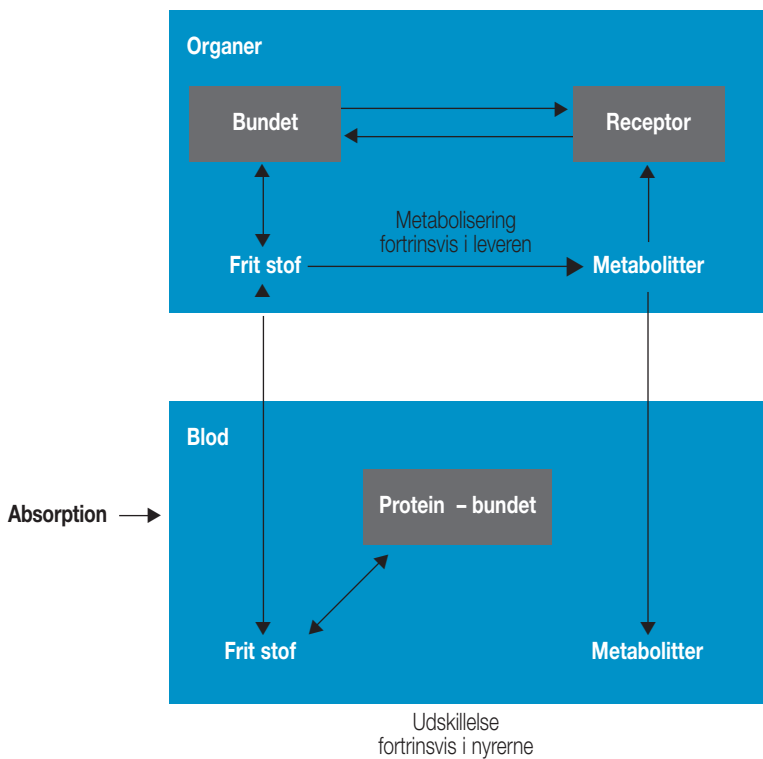 Organer
Bundet
Receptor
Metabolisering
fortrinsvis i leveren
Frit stof
Metabolitter
Blod
Protein – bundet
Absorption
Frit stof
Metabolitter
Udskillelse
fortrinsvis i nyrerne